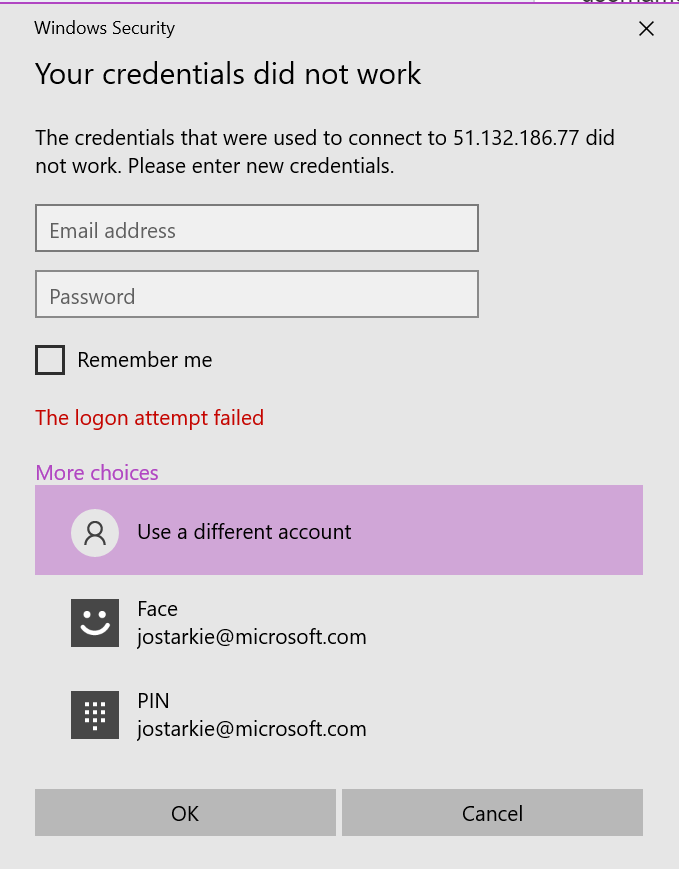 Windows Security
Your credentials did not work
The credentials that were used to connect to 51.132.186.77 did
not work. Please enter new credentials.
Email address
Password
Remember me
The logon attempt failed
More choices
Use a different account
Face
jostarkie@microsoft.com
PIN
jostarkie@microsoft.com
OK
Cancel